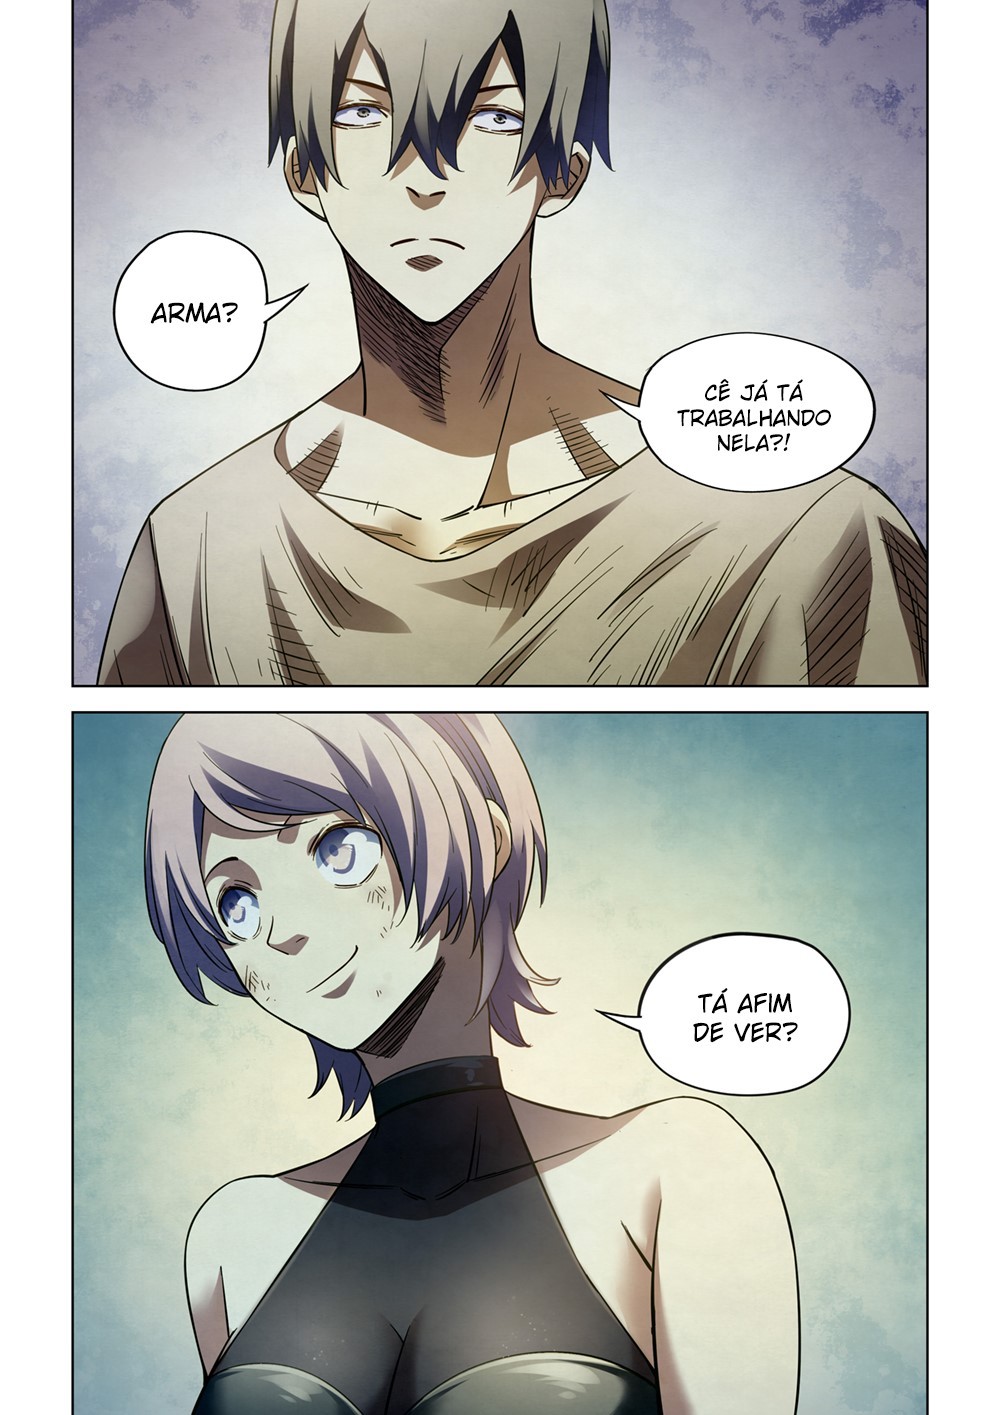 ARMA?
CÊ JÁ TÁ
TRABALHANDO
NELA?!
TÁ AFIM
DE VER?